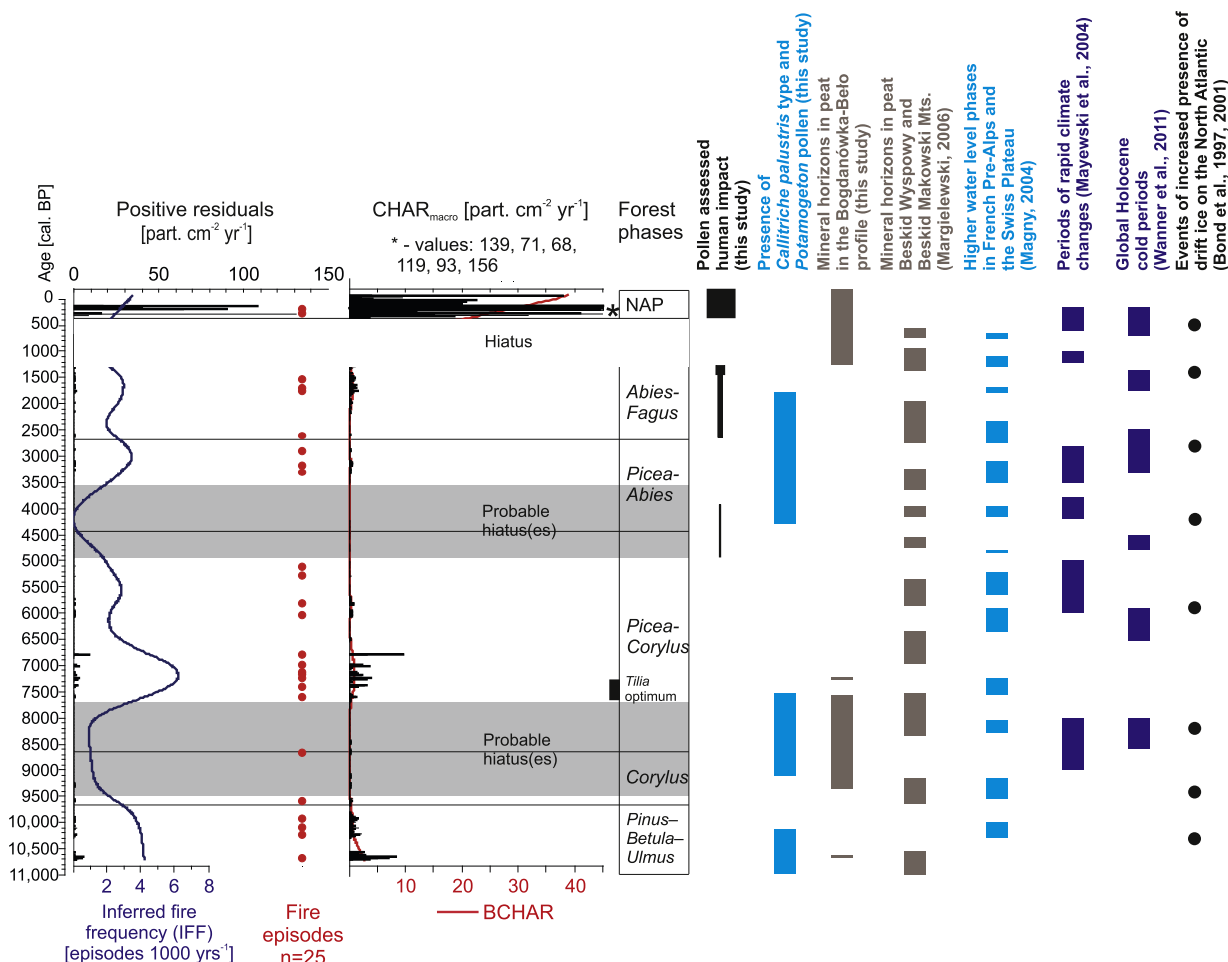 Age [cal. BP]
Positive residuals
[part. cm-2 yr-1]
0 50 100 150
CHARmacro [part. cm-2 yr-1]
* - values: 139, 71, 68,
119, 93, 156
Forest
phases
Pollen assessed
human impact
(this study)
Presence of
Callitriche palustris type and
Potamogeton pollen (this study)
Mineral horizons in peat
in the Bogdanówka-Beło
profile (this study)
Mineral horizons in peat
Beskid Wyspowy and
Beskid Makowski Mts.
(Margielewski, 2006)
Higher water level phases
in French Pre-Alps and
the Swiss Plateau
(Magny, 2004)
Periods of rapid climate
changes (Mayewski et al., 2004)
Global Holocene
cold periods
(Wanner et al., 2011)
Events of increased presence of
drift ice on the North Atlantic
(Bond et al., 1997, 2001)
0
500
1000
1500
2000
2500
3000
3500
4000
4500
5000
5500
6000
6500
7000
7500
8000
8500
9000
9500
10,000
10,500
11,000
*
NAP
Hiatus
Abies-
Fagus
Picea-
Abies
Probable
hiatus(es)
Picea-
Corylus
Tilia
optimum
Probable
hiatus(es)
Corylus
Pinus–
Betula–
Ulmus
2 4 6 8
Inferred fire
frequency (IFF)
[episodes 1000 yrs-1]
Fire
episodes
n=25
10 20 30 40
BCHAR